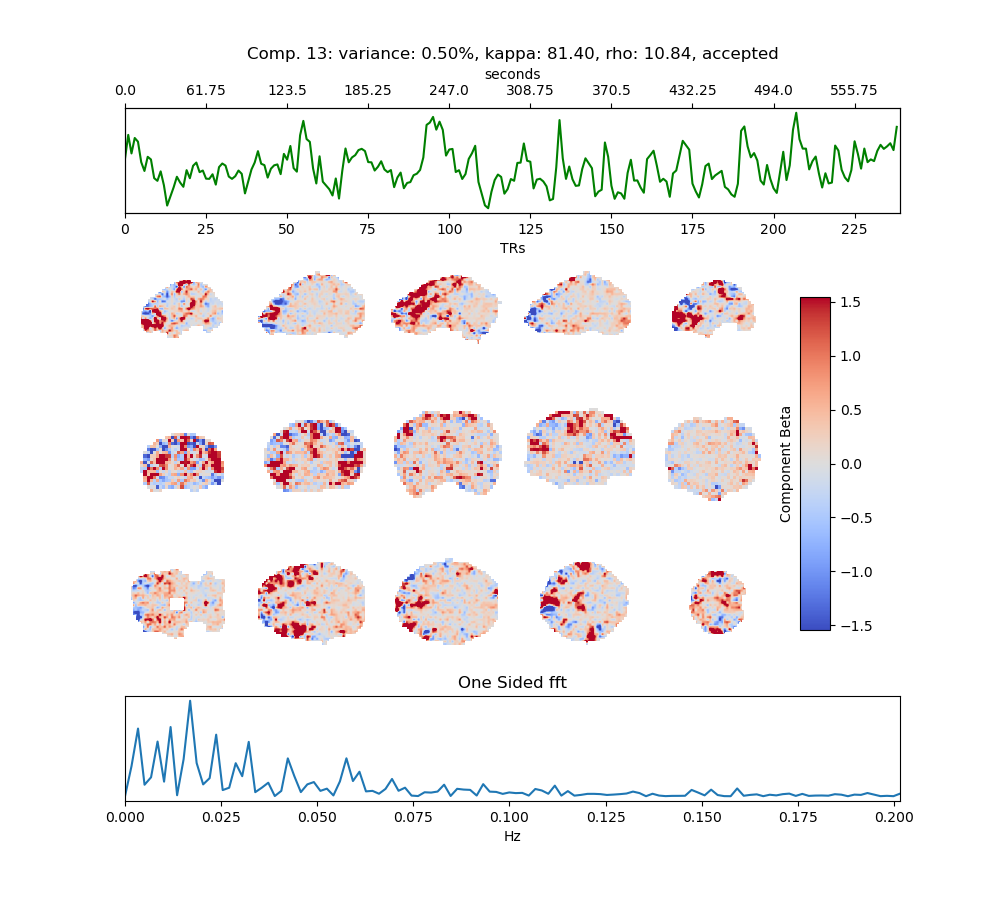 Comp. 13: variance: 0.50%, kappa: 81.40, rho: 10.84, accepted
seconds
0.0 61.75 123.5 185.25 247.0 308.75 370.5 432.25 494.0 555.75
0 25 50 75 100 125 150 175 200 225
TRs
1.5
1.0
0.5
0.0
−0.5
−1.0
−1.5
Component Beta
One Sided fft
0.000 0.025 0.050 0.075 0.100 0.125 0.150 0.175 0.200
Hz